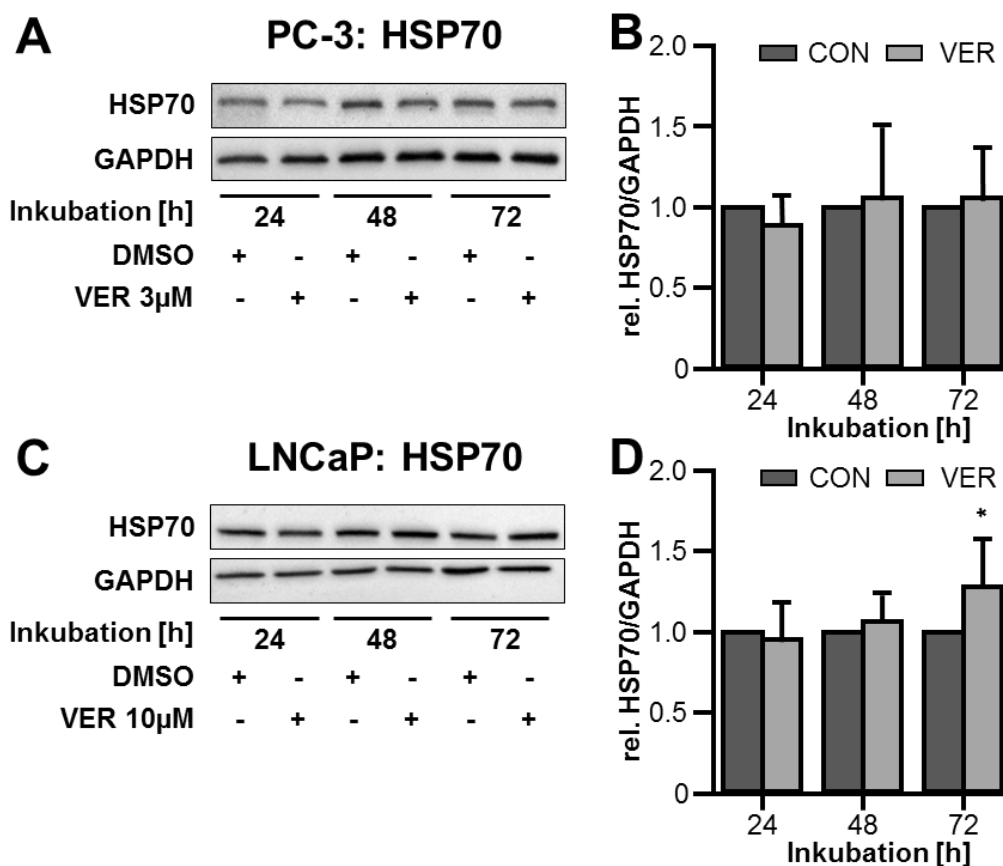 A
PC-3: HSP70
HSP70
GAPDH
Inkubation [h]
24 48 72
DMSO + - + - + -
VER 3µM - + - + - +
B
CON VER
rel. HSP70/GAPDH
2.0
1.5
1.0
0.5
0
24 48 72
Inkubation [h]
C
LNCaP: HSP70
HSP70
GAPDH
Inkubation [h]
24 48 72
DMSO + - + - + -
VER 10µM - + - + - +
D
CON VER
rel. HSP70/GAPDH
2.0
1.5
1.0
0.5
0
*
24 48 72
Inkubation [h]